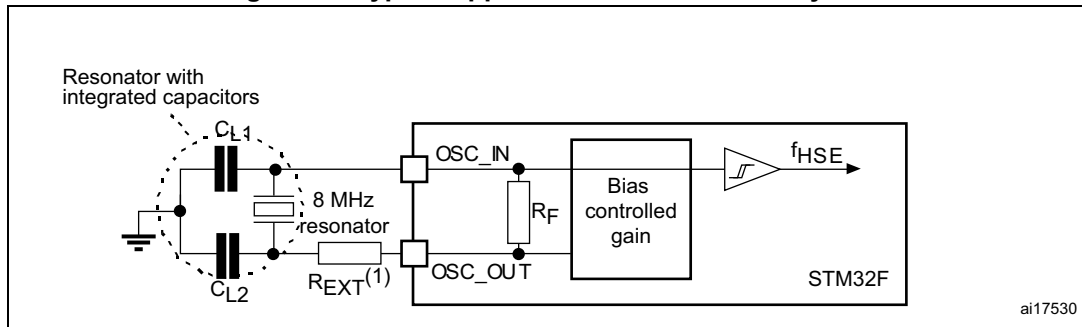 Resonator with
integrated capacitors
CL1
OSC_IN
fHSE
8 MHz
resonator
RF
Bias
controlled
gain
REXT(1)
OSC_OUT
STM32F
CL2
ai17530